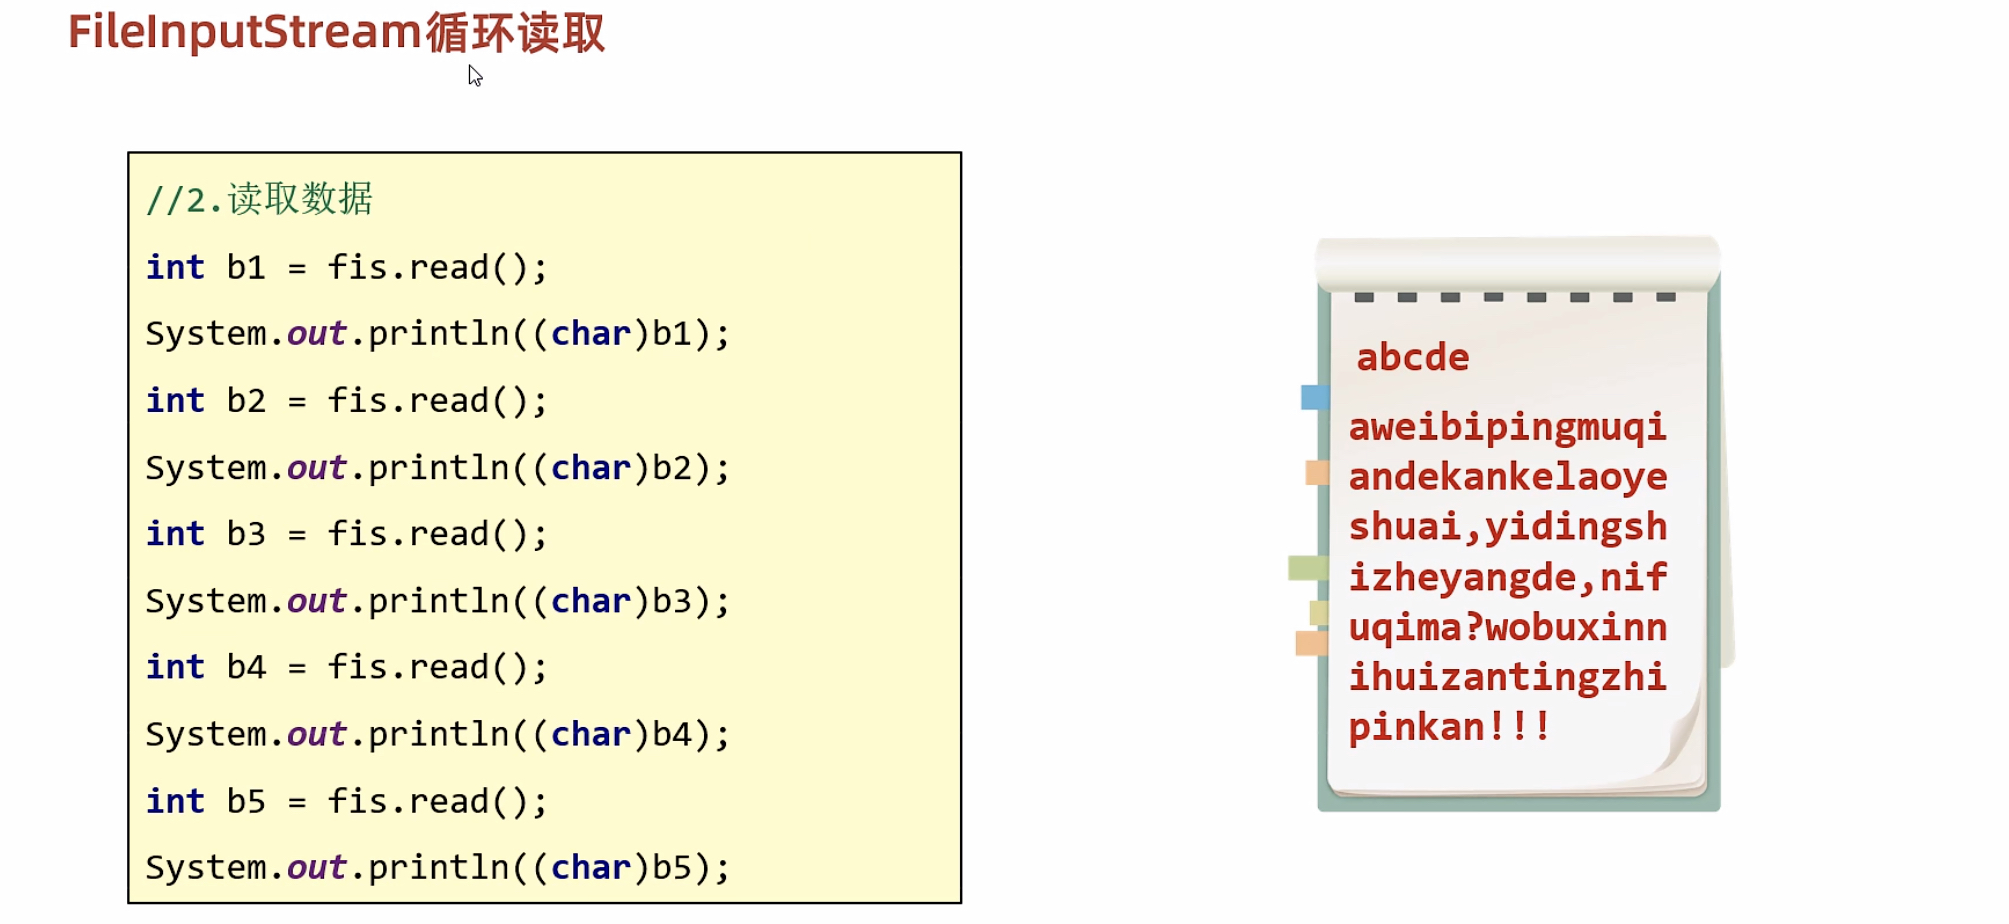 FileInputStream循环读取
//2.读取数据
int b1 = fis.read();
System.out.println((char)b1);
int b2 = fis.read();
System.out.println((char)b2);
int b3 = fis.read();
System.out.println((char)b3);
int b4 = fis.read();
System.out.println((char)b4);
int b5 = fis.read();
System.out.println((char)b5);
abcde
aweibipingmuqi
andekankelaoye
shuai,yidingsh
izheyangde,nif
uqima?wobuxinn
ihuizantingzhi
pinkan!!!